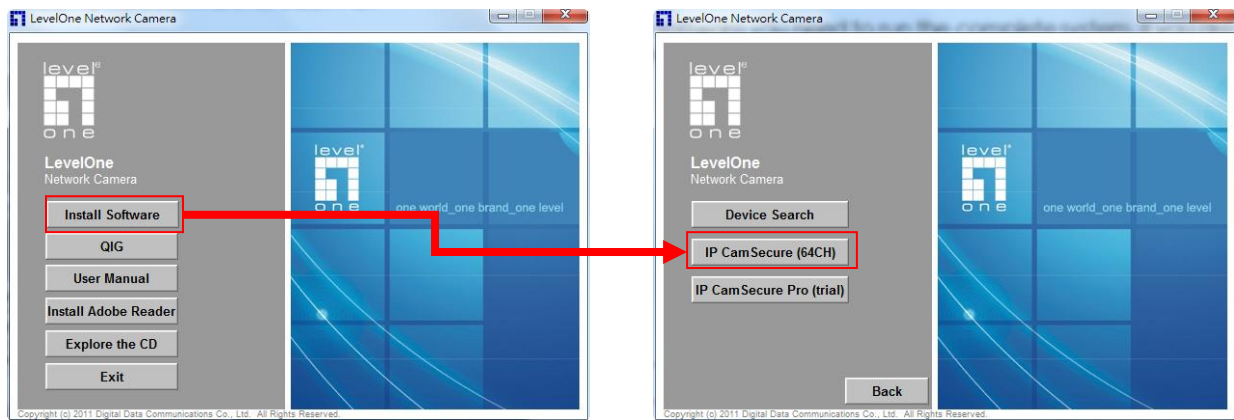 LevelOne Network Camera
level®
one
LevelOne
Network Camera
Install Software
QIG
User Manual
Install Adobe Reader
Explore the CD
Exit
level®
one
one world_one brand_one level
Copyright (c) 2011 Digital Data Communications Co., Ltd. All Rights Reserved.
LevelOne Network Camera
level®
one
LevelOne
Network Camera
Device Search
IP CamSecure (64CH)
IP CamSecure Pro (trial)
Back
level®
one
one world_one brand_one level
Copyright (c) 2011 Digital Data Communications Co., Ltd. All Rights Reserved.